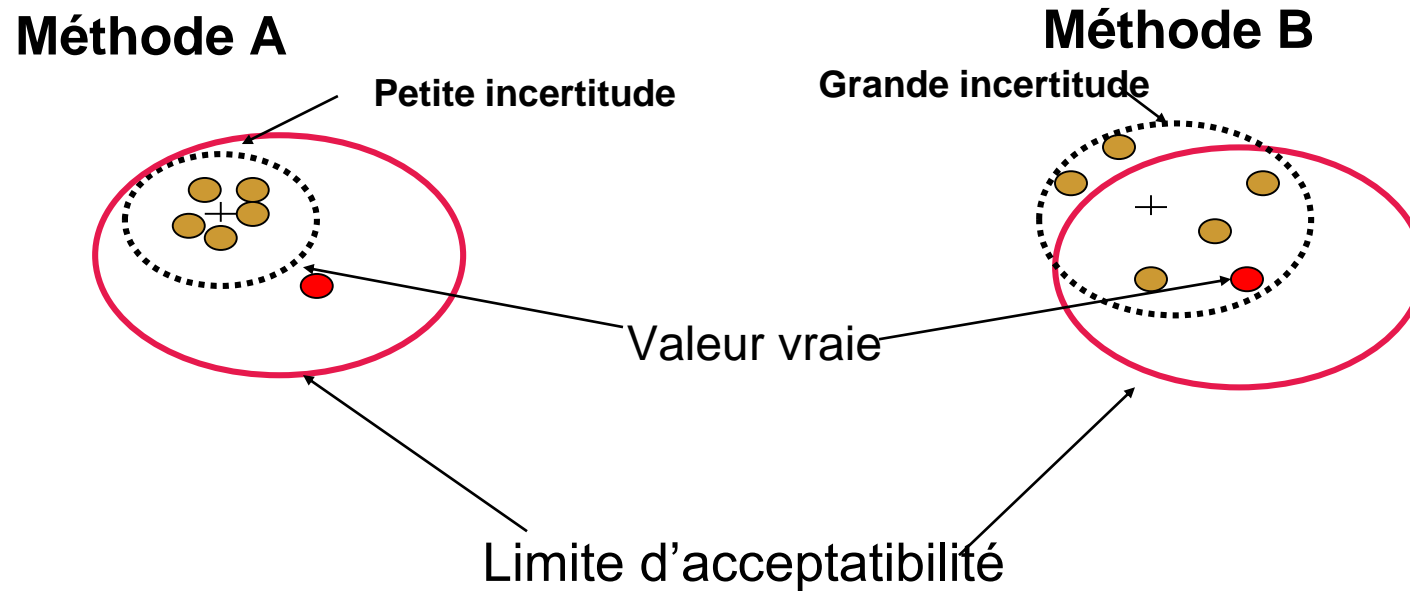 Méthode A
Méthode B
Petite incertitude
Grande incertitude
Valeur vraie
Limite d’acceptatibilité